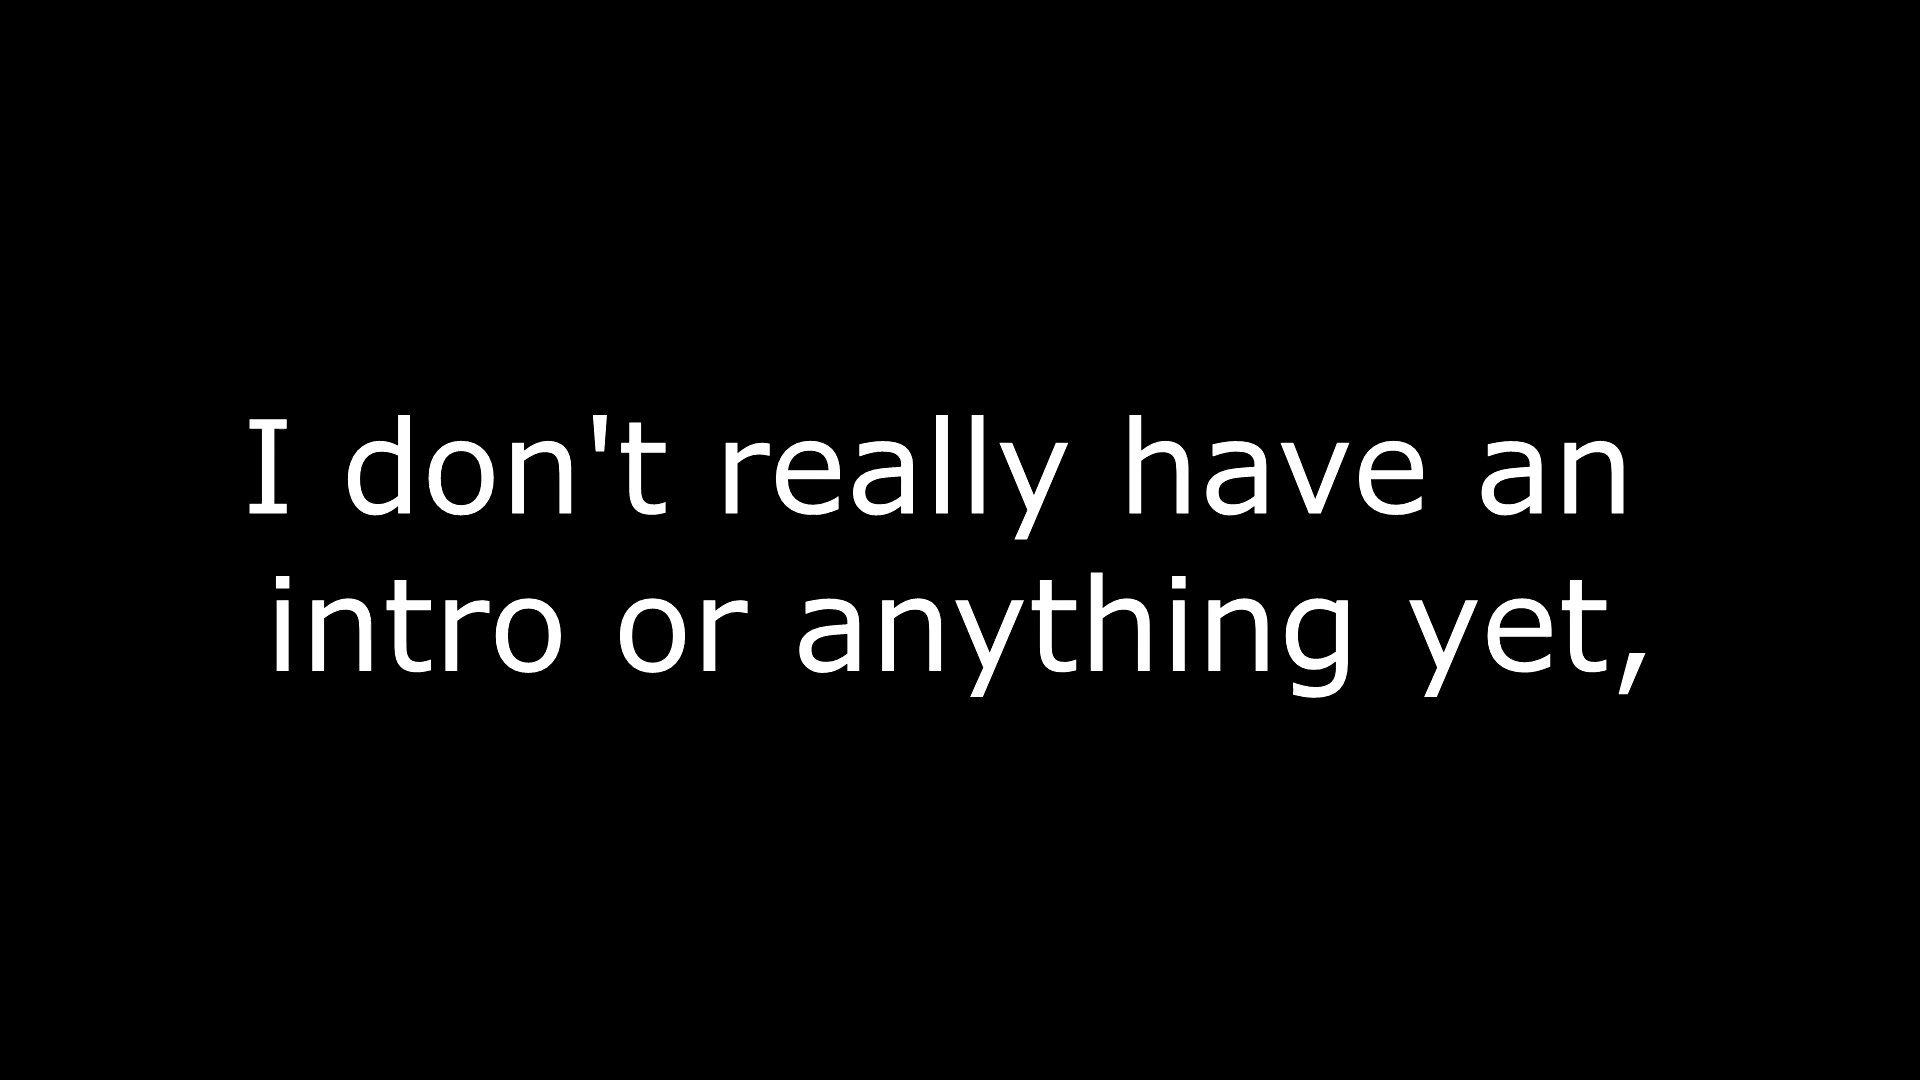 I don't really have an
intro or anything yet,